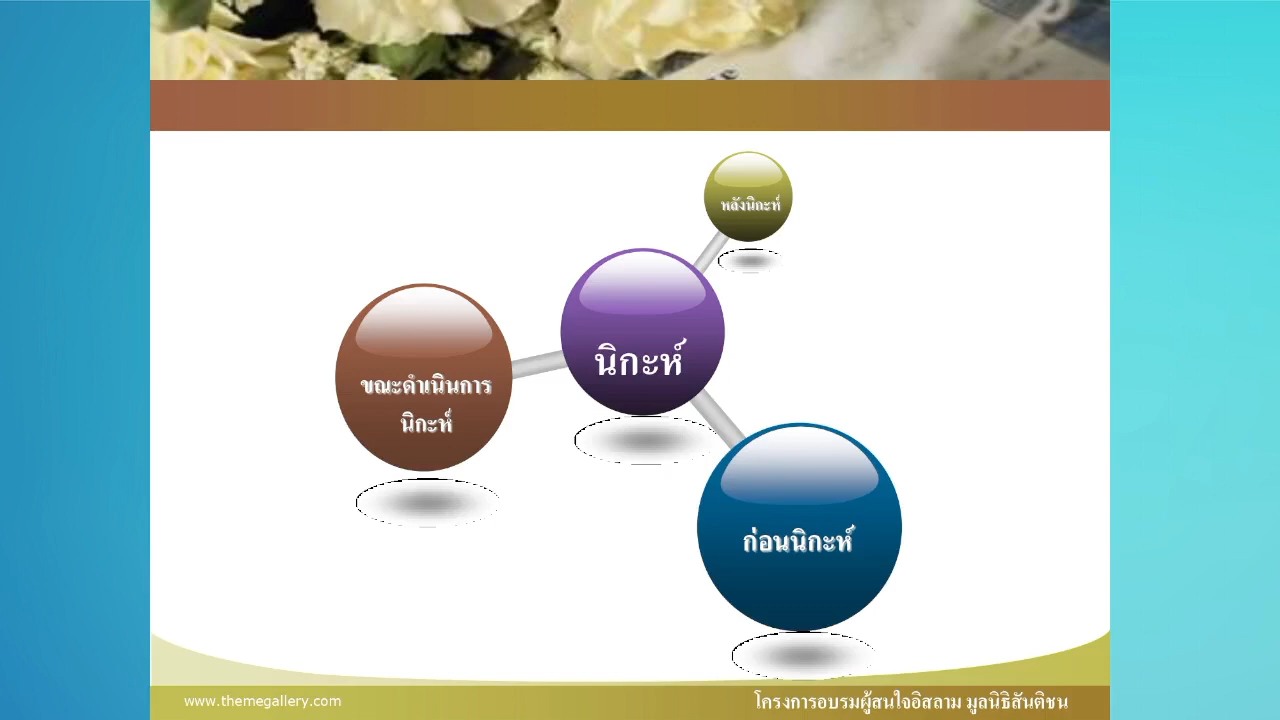 หลังนิกะห์
นิกะห์
ขณะดำเนินการ
นิกะห์
ก่อนนิกะห์
www.themegallery.com
โครงการอบรมผู้สนใจอิสลาม มูลนิธิสันติชน